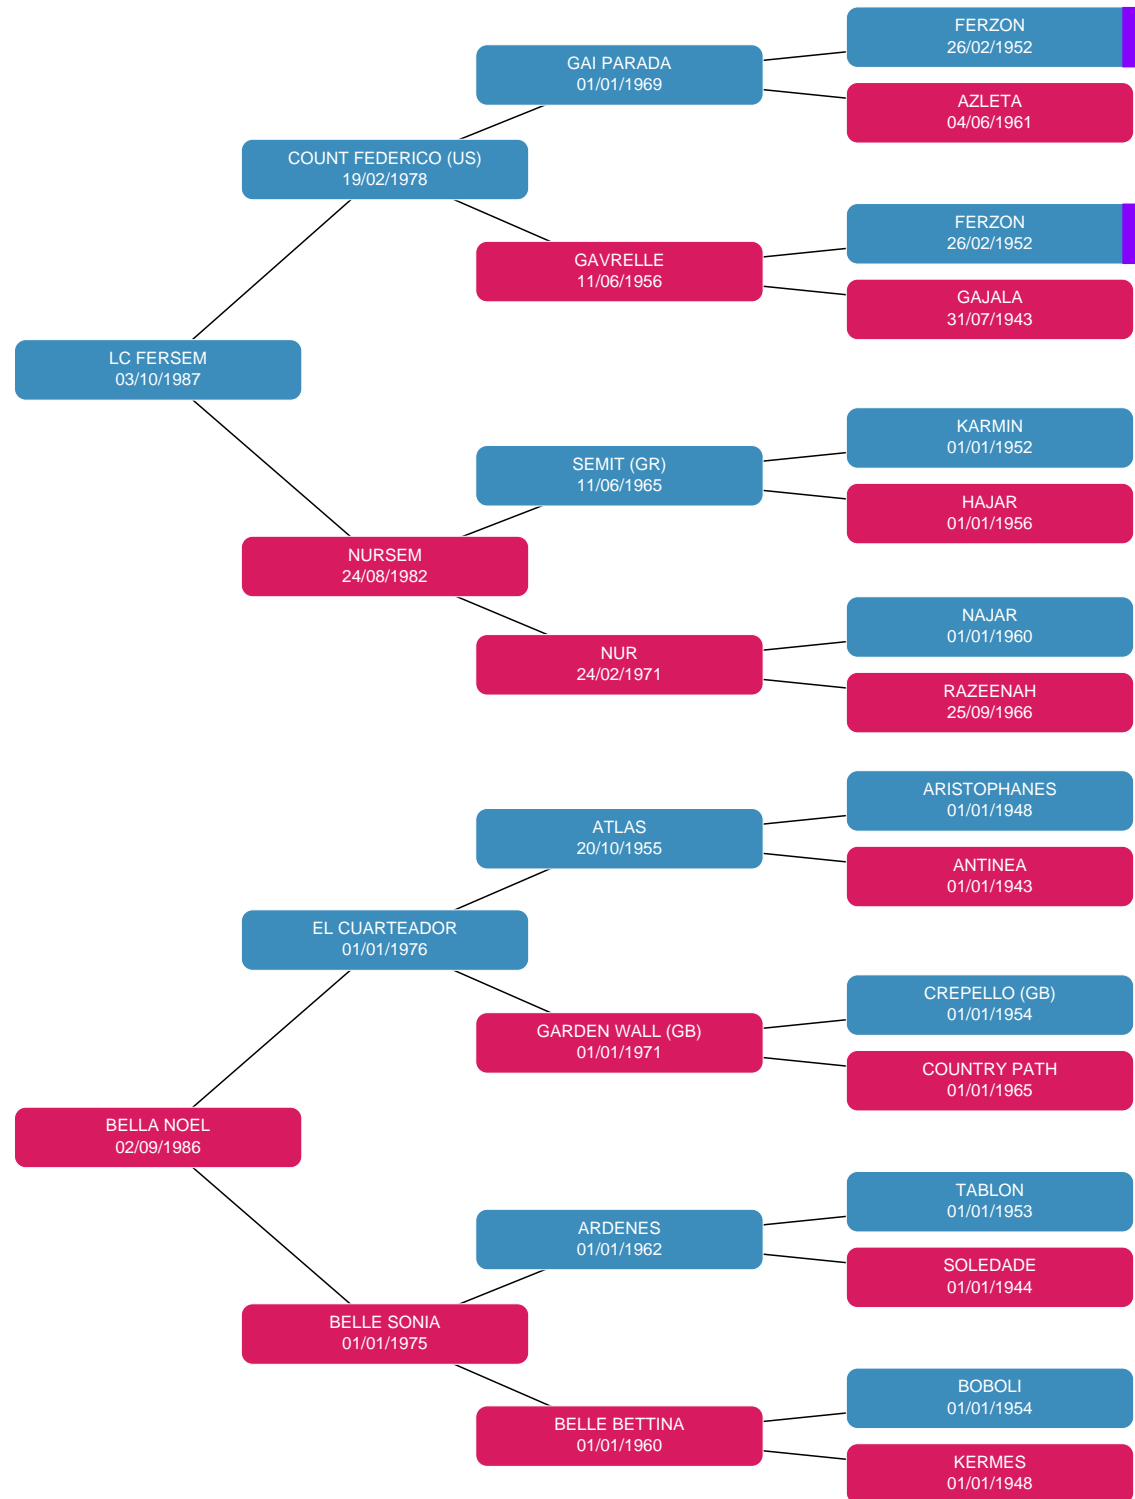 FERZON
26/02/1952
GAI PARADA
01/01/1969
AZLETA
04/06/1961
COUNT FEDERICO (US)
19/02/1978
FERZON
26/02/1952
GAVRELLE
11/06/1956
GAJALA
31/07/1943
LC FERSEM
03/10/1987
KARMIN
01/01/1952
SEMIT (GR)
11/06/1965
HAJAR
01/01/1956
NURSEM
24/08/1982
NAJAR
01/01/1960
NUR
24/02/1971
RAZEENAH
25/09/1966
ARISTOPHANES
01/01/1948
ATLAS
20/10/1955
ANTINEA
01/01/1943
EL CUARTEADOR
01/01/1976
CREPELLO (GB)
01/01/1954
GARDEN WALL (GB)
01/01/1971
COUNTRY PATH
01/01/1965
BELLA NOEL
02/09/1986
TABLON
01/01/1953
ARDENES
01/01/1962
SOLEDADE
01/01/1944
BELLE SONIA
01/01/1975
BOBOLI
01/01/1954
BELLE BETTINA
01/01/1960
KERMES
01/01/1948